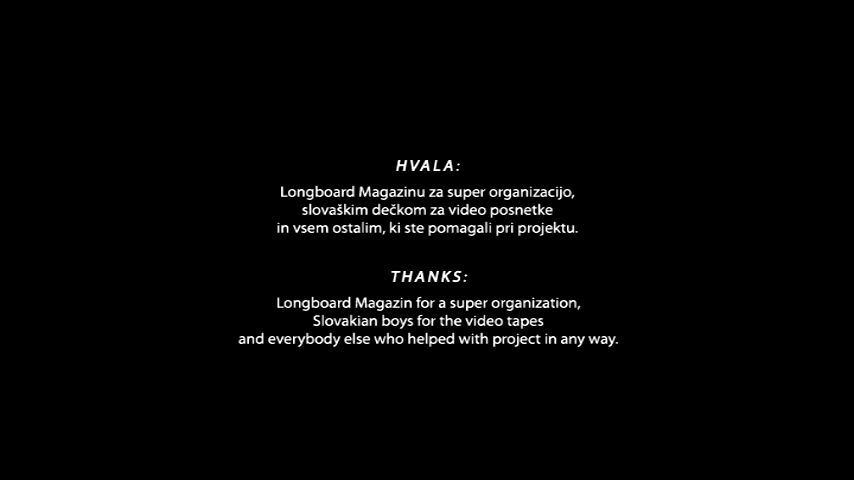 HVALA:
Longboard Magazinu za super organizacijo,
slovaškim dečkom za video posnetke
in vsem ostalim, ki ste pomagali pri projektu.
THANKS:
Longboard Magazin for a super organization,
Slovakian boys for the video tapes
and everybody else who helped with project in any way.